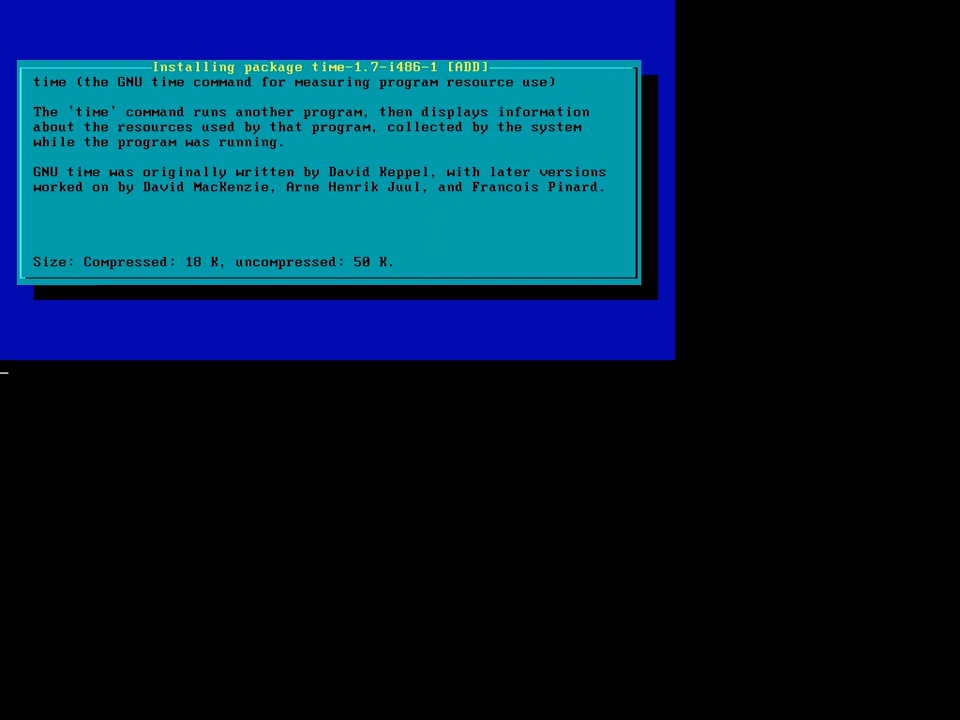 Installing package time-1.7-i486-1 [ADD]
time (the GNU time command for measuring program resource use)
The 'time' command runs another program, then displays information
about the resources used by that program, collected by the system
while the program was running.
GNU time was originally written by David Keppel, with later versions
worked on by David MacKenzie, Arne Henrik Juul, and Francois Pinard.
Size: Compressed: 18 K, uncompressed: 50 K.